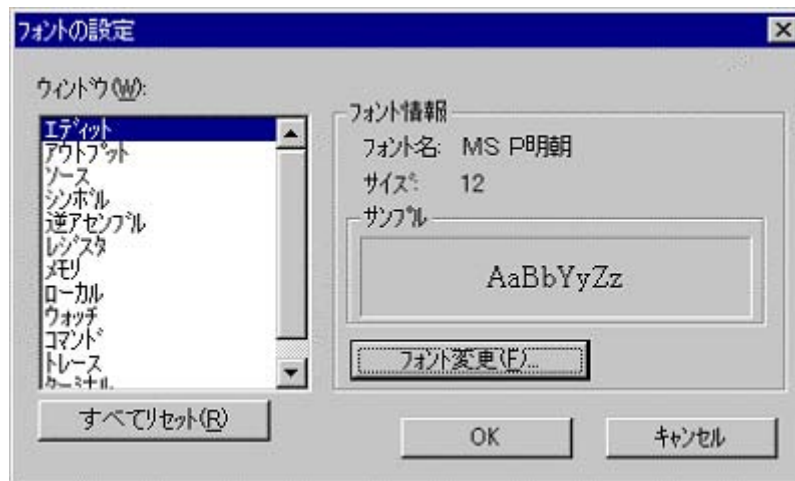 フォントの設定
ウィンドウ(W):
エディット
アウトプット
ソース
シンボル
逆アセンブル
レジスタ
メモリ
ローカル
ウォッチ
コマンド
トレース
ターミナル
すべてリセット(R)
フォント情報
フォント名: MS P明朝
サイズ: 12
サンプル
AaBbYyZz
フォント変更(F)...
OK
キャンセル